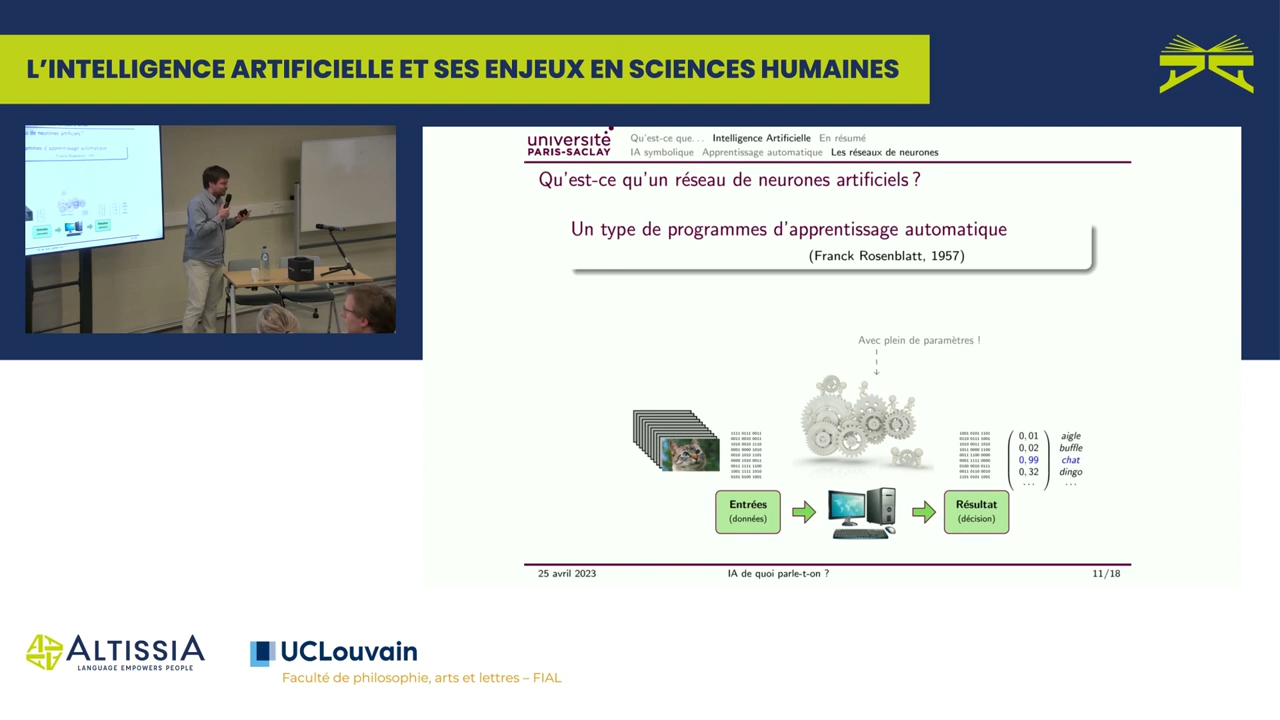 L'INTELLIGENCE ARTIFICIELLE ET SES ENJEUX EN SCIENCES HUMAINES
université
PARIS-SACLAY
Qu'est-ce que... Intelligence Artificielle En résumé
IA symbolique Apprentissage automatique Les réseaux de neurones
Qu'est-ce qu'un réseau de neurones artificiels ?
Un type de programmes d'apprentissage automatique
(Franck Rosenblatt, 1957)
Avec plein de paramètres !
0,01 aigle
0,02 buffle
0,99 chat
0,32 dingo
... ...
Entrées
(données)
Résultat
(décision)
25 avril 2023 IA de quoi parle-t-on ? 11/18
ALTISSIA
LANGUAGE EMPOWERS PEOPLE
UCLouvain
Faculté de philosophie, arts et lettres – FIAL